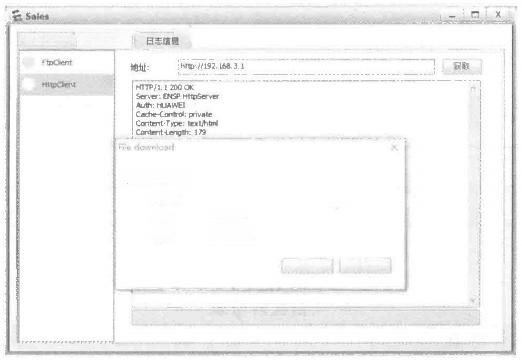 Sales
日志信息
FtpClient
地址: http://192.168.3.1 获取
HttpClient
HTTP/1.1 200 OK
Server: ENSP HttpServer
Auth: HUAWEI
Cache-Control: private
Content-Type: text/html
Content-Length: 179
File download